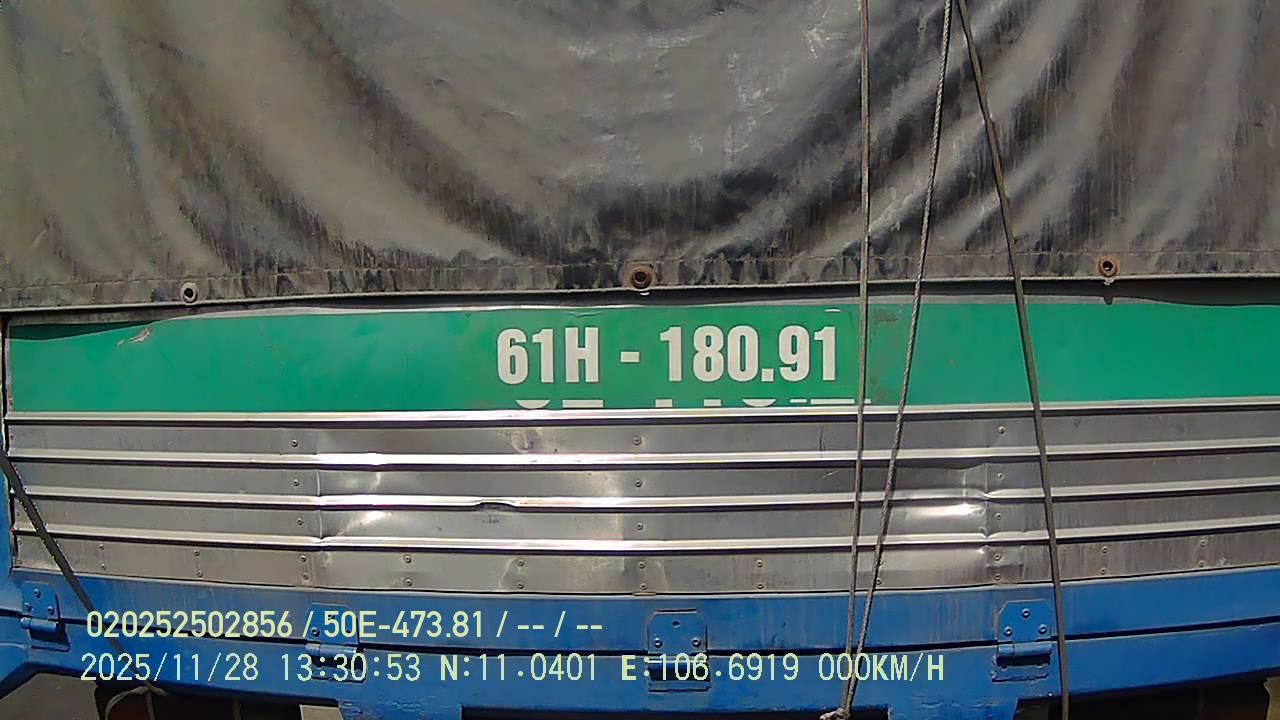 61H - 180.91
020252502856 / 50E-473.81 / -- / --
2025/11/28 13:30:53 N:11.0401 E:106.6919 000KM/H